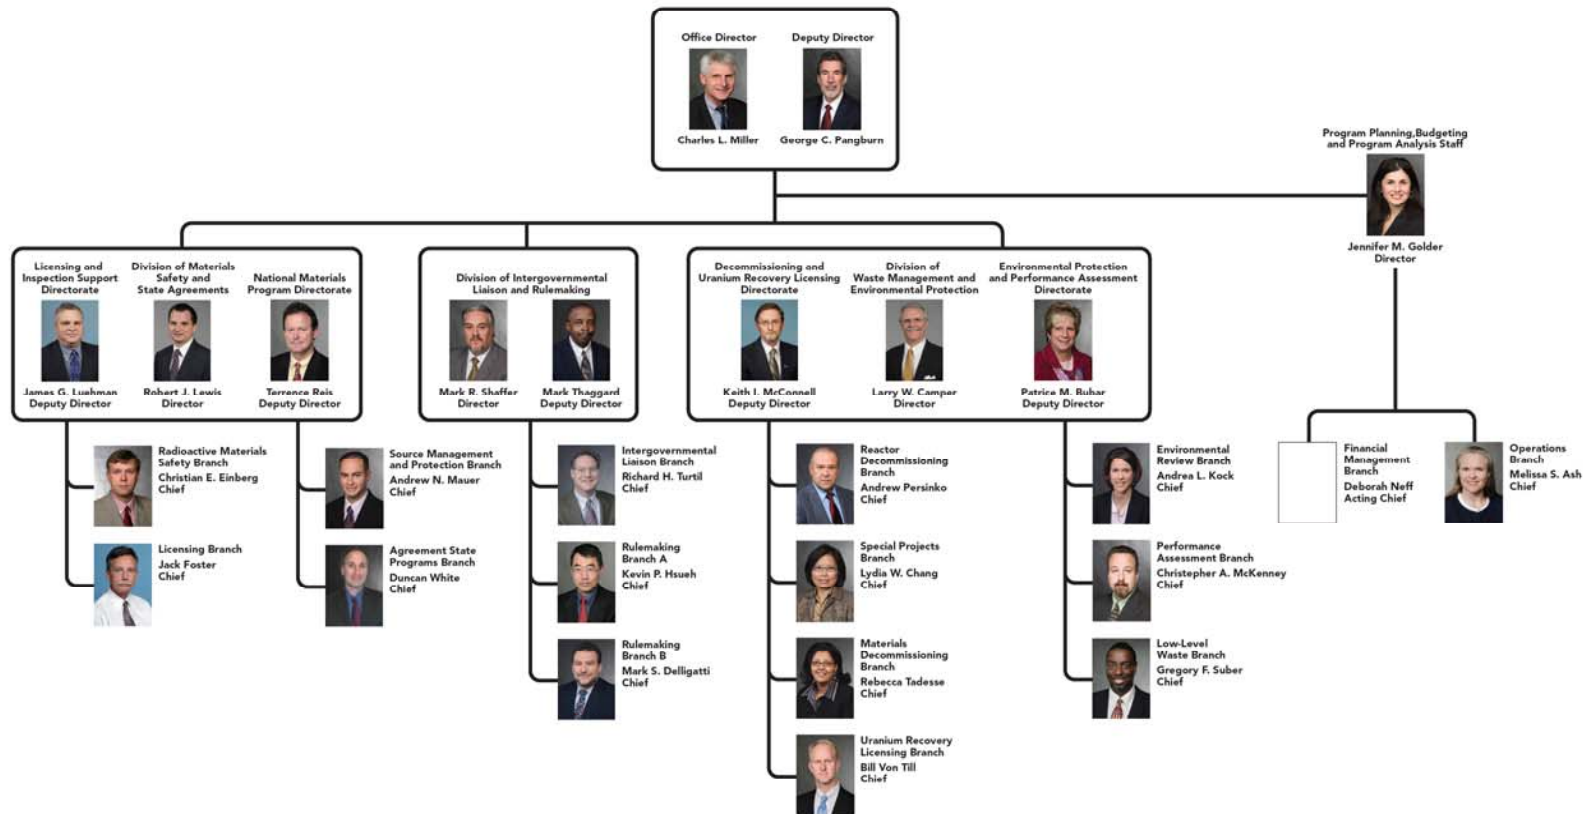 Office Director
Charles L. Miller
Deputy Director
George C. Pangburn
Program Planning,Budgeting
and Program Analysis Staff
Jennifer M. Golder
Director
Licensing and
Inspection Support
Directorate
James G. Luehman
Deputy Director
Division of Materials
Safety and
State Agreements
Robert J. Lewis
Director
National Materials
Program Directorate
Terrence Reis
Deputy Director
Division of Intergovernmental
Liaison and Rulemaking
Mark R. Shaffer
Director
Mark Thaggard
Deputy Director
Decommissioning and
Uranium Recovery Licensing
Directorate
Keith I. McConnell
Deputy Director
Division of
Waste Management and
Environmental Protection
Larry W. Camper
Director
Environmental Protection
and Performance Assessment
Directorate
Patrice M. Bubar
Deputy Director
Radioactive Materials
Safety Branch
Christian E. Einberg
Chief
Licensing Branch
Jack Foster
Chief
Source Management
and Protection Branch
Andrew N. Mauer
Chief
Agreement State
Programs Branch
Duncan White
Chief
Intergovernmental
Liaison Branch
Richard H. Turtil
Chief
Rulemaking
Branch A
Kevin P. Hsueh
Chief
Rulemaking
Branch B
Mark S. Delligatti
Chief
Reactor
Decommissioning
Branch
Andrew Persinko
Chief
Special Projects
Branch
Lydia W. Chang
Chief
Materials
Decommissioning
Branch
Rebecca Tadesse
Chief
Uranium Recovery
Licensing Branch
Bill Von Till
Chief
Environmental
Review Branch
Andrea L. Kock
Chief
Performance
Assessment Branch
Christopher A. McKenney
Chief
Low-Level
Waste Branch
Gregory F. Suber
Chief
Financial
Management
Branch
Deborah Neff
Acting Chief
Operations
Branch
Melissa S. Ash
Chief